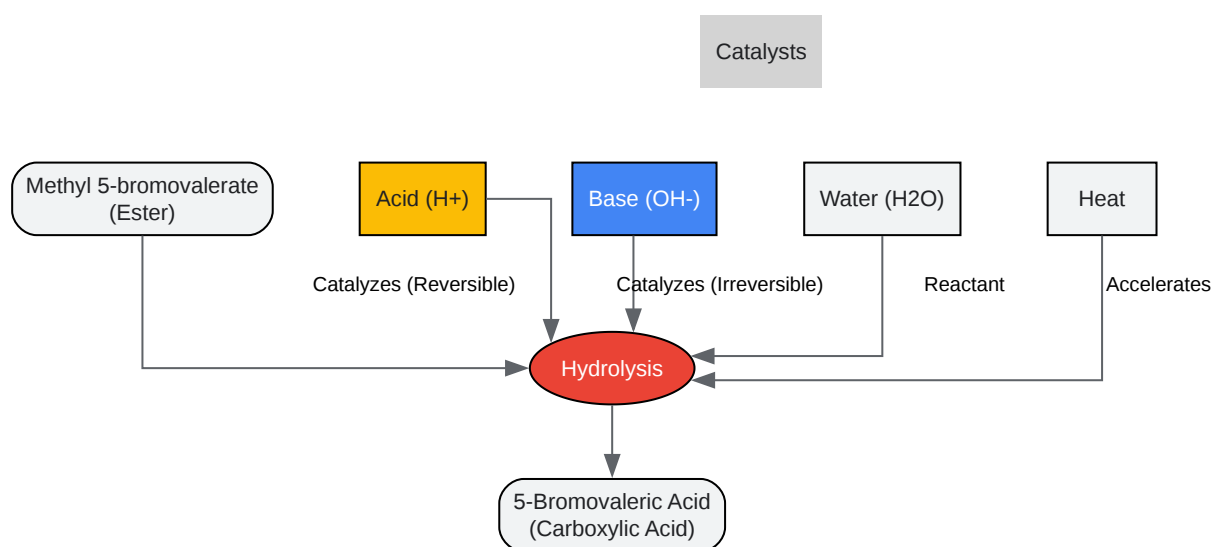 Catalysts
Methyl 5-bromovalerate
(Ester)
Acid (H+)
Base (OH-)
Water (H2O)
Heat
Catalyzes (Reversible)
Catalyzes (Irreversible)
Reactant
Accelerates
Hydrolysis
5-Bromovaleric Acid
(Carboxylic Acid)